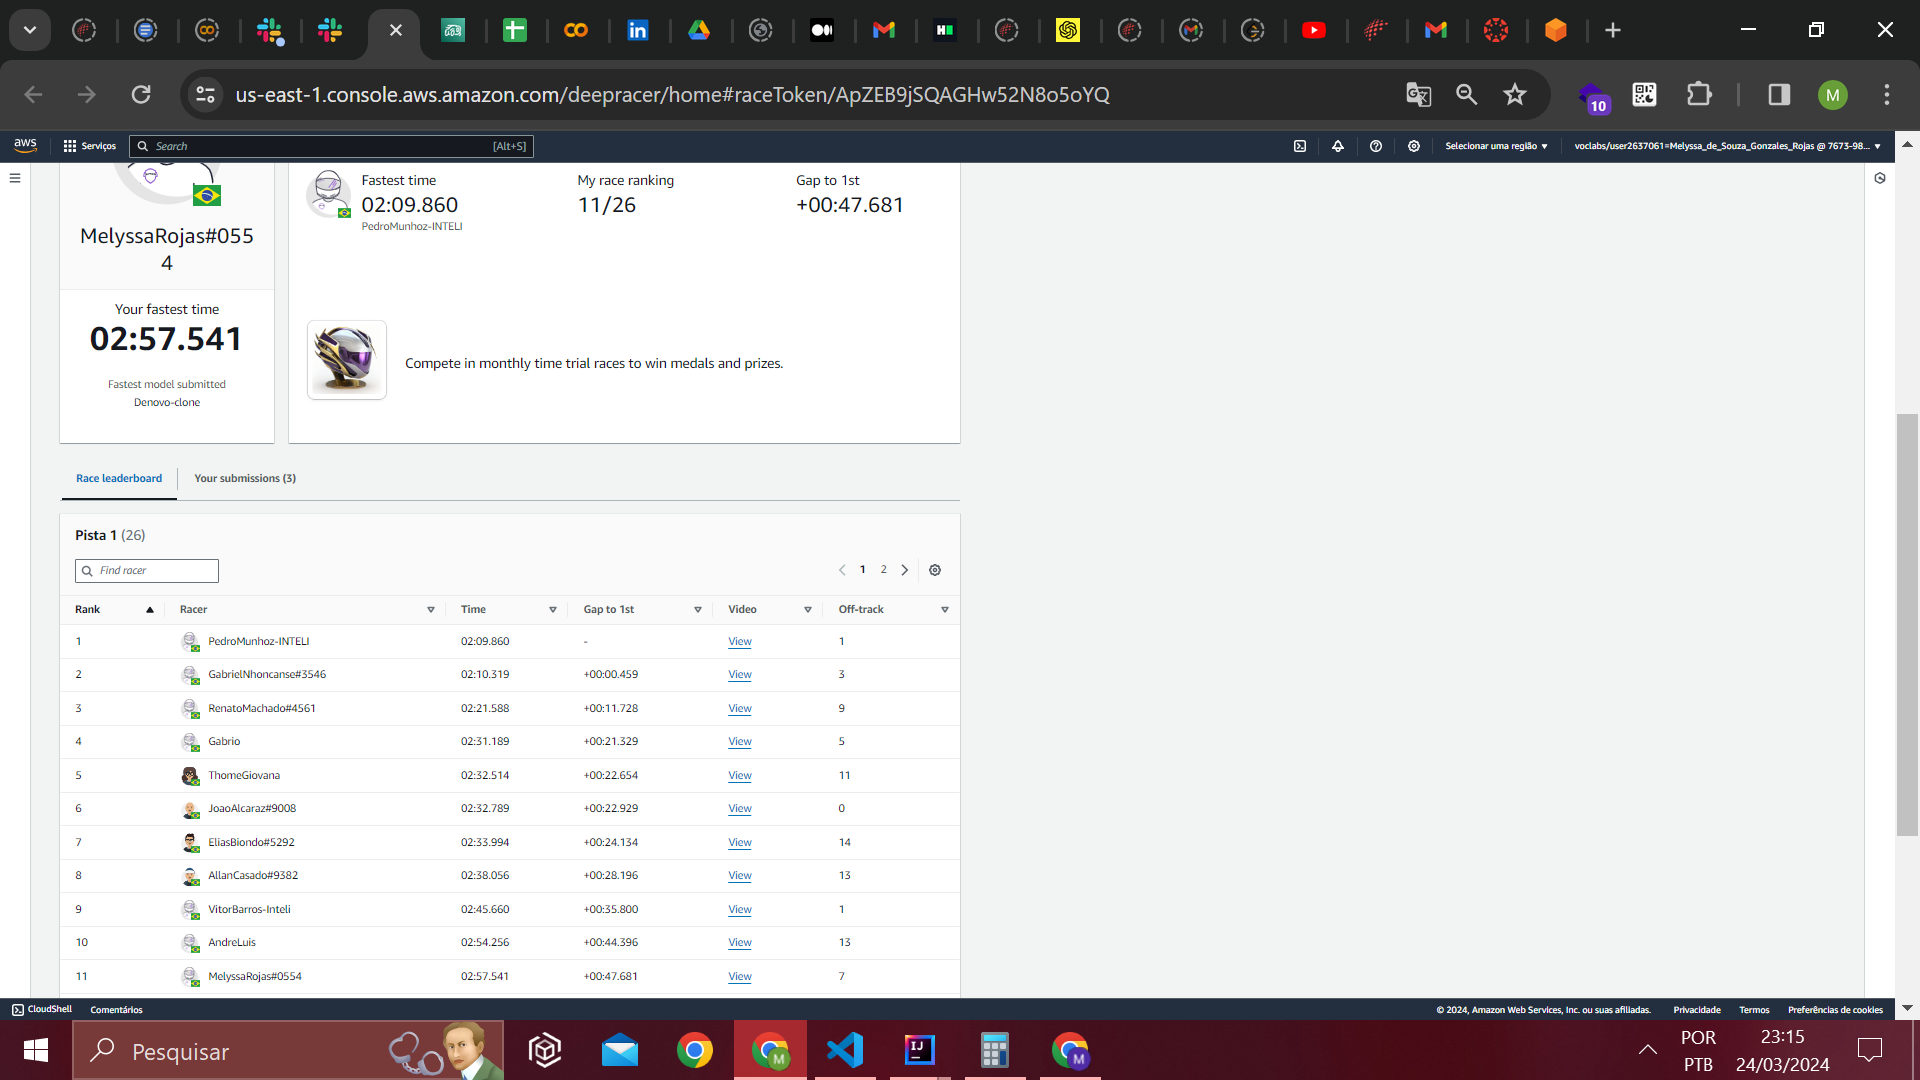 us-east-1.console.aws.amazon.com/deepracer/home#raceToken/ApZEB9jSQAGHw52N8o5oYQ
10
M
aws
Serviços
Search
[Alt+S]
Selecionar uma região
voclabs/user2637061=Melyssa_de_Souza_Gonzales_Rojas @ 7673-98...
MelyssaRojas#055
4
Your fastest time
02:57.541
Fastest model submitted
Denovo-clone
Fastest time
02:09.860
PedroMunhoz-INTELI
My race ranking
11/26
Gap to 1st
+00:47.681
Compete in monthly time trial races to win medals and prizes.
Race leaderboard
Your submissions (3)
Pista 1 (26)
Find racer
1 2
Rank Racer Time Gap to 1st Video Off-track
1 PedroMunhoz-INTELI 02:09.860 - View 1
2 GabrielNhoncanse#3546 02:10.319 +00:00.459 View 3
3 RenatoMachado#4561 02:21.588 +00:11.728 View 9
4 Gabrio 02:31.189 +00:21.329 View 5
5 ThomeGiovana 02:32.514 +00:22.654 View 11
6 JoaoAlcaraz#9008 02:32.789 +00:22.929 View 0
7 EliasBiondo#5292 02:33.994 +00:24.134 View 14
8 AllanCasado#9382 02:38.056 +00:28.196 View 13
9 VitorBarros-Inteli 02:45.660 +00:35.800 View 1
10 AndreLuis 02:54.256 +00:44.396 View 13
11 MelyssaRojas#0554 02:57.541 +00:47.681 View 7
CloudShell
Comentários
© 2024, Amazon Web Services, Inc. ou suas afiliadas.
Privacidade
Termos
Preferências de cookies
Pesquisar
M
IJ
M
POR
PTB
23:15
24/03/2024